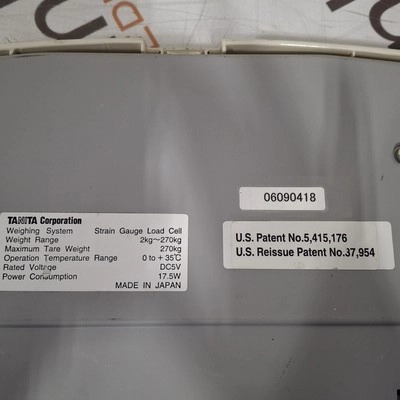 TANITA Corporation
Weighing System Strain Gauge Load Cell
Weight Range 2kg~270kg
Maximum Tare Weight 270kg
Operation Temperature Range 0 to + 35℃
Rated Voltage DC5V
Power Consumption 17.5W
MADE IN JAPAN
06090418
U.S. Patent No.5,415,176
U.S. Reissue Patent No.37,954